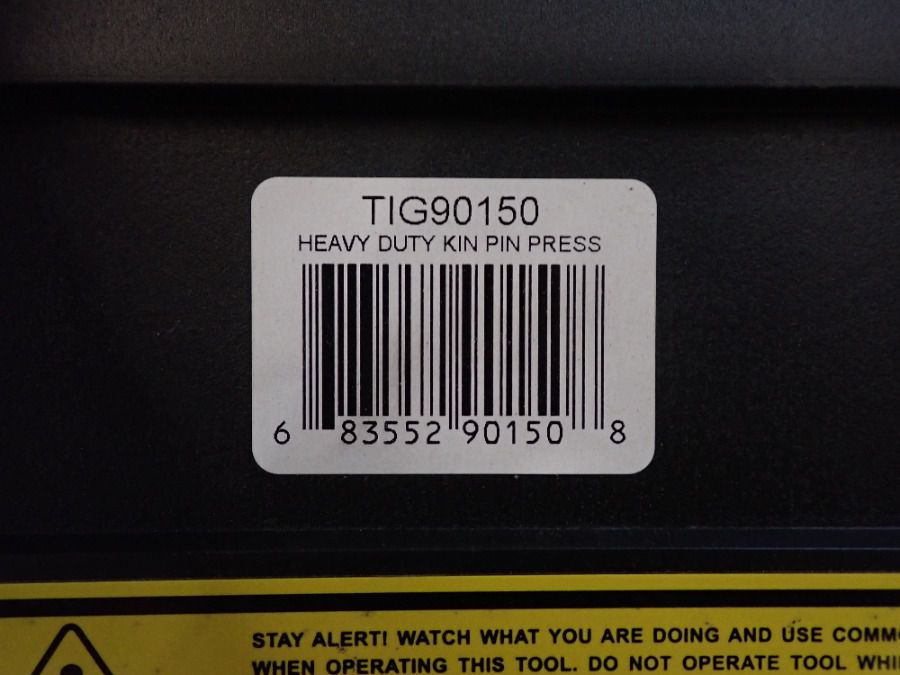 TIG90150
HEAVY DUTY KIN PIN PRESS
6 83552 90150 8
STAY ALERT! WATCH WHAT YOU ARE DOING AND USE
WHEN OPERATING THIS TOOL. DO NOT OPERATE TOOL